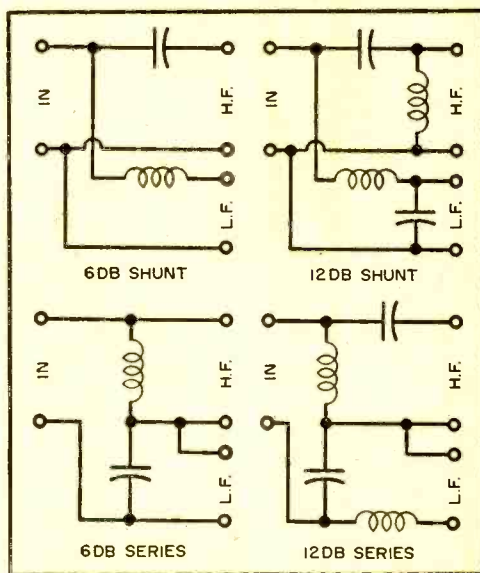 IN
H.F.
L.F.
6DB SHUNT
IN
H.F.
L.F.
12DB SHUNT
IN
H.F.
L.F.
6DB SERIES
IN
H.F.
L.F.
12DB SERIES